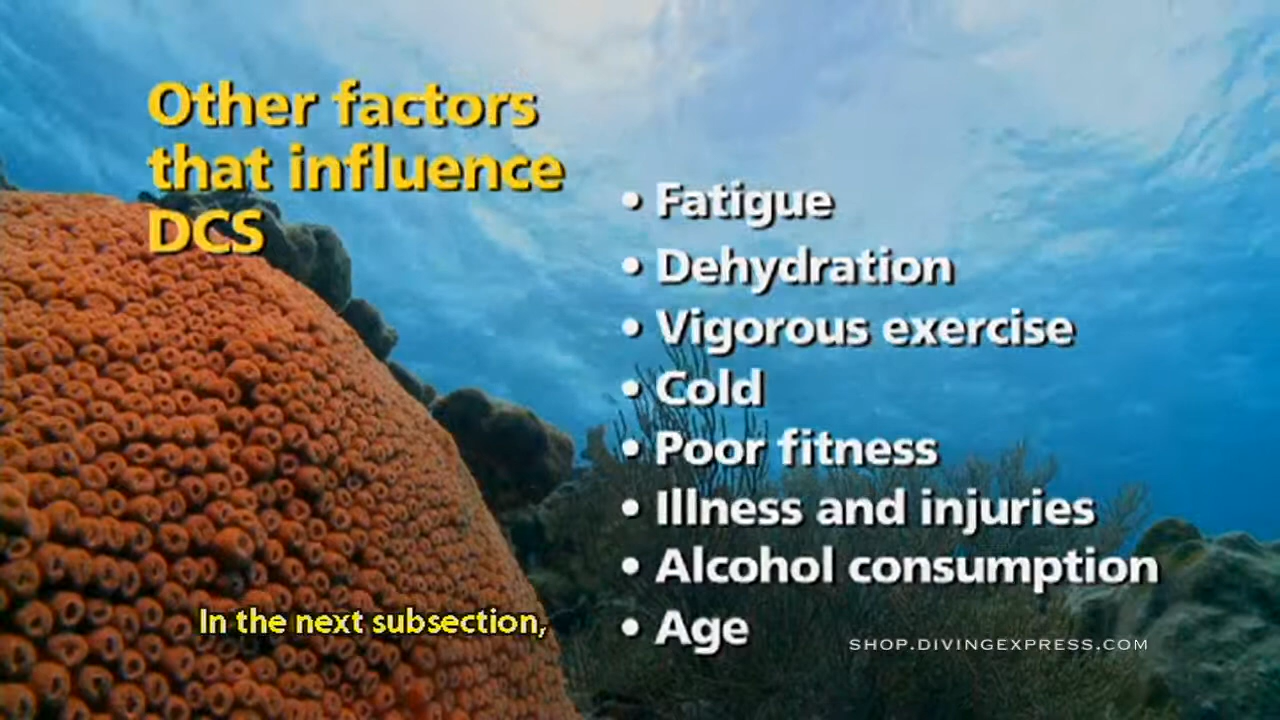 Other factors
that influence
DCS
• Fatigue
• Dehydration
• Vigorous exercise
• Cold
• Poor fitness
• Illness and injuries
• Alcohol consumption
• Age
In the next subsection,
SHOP.DIVINGEXPRESS.COM